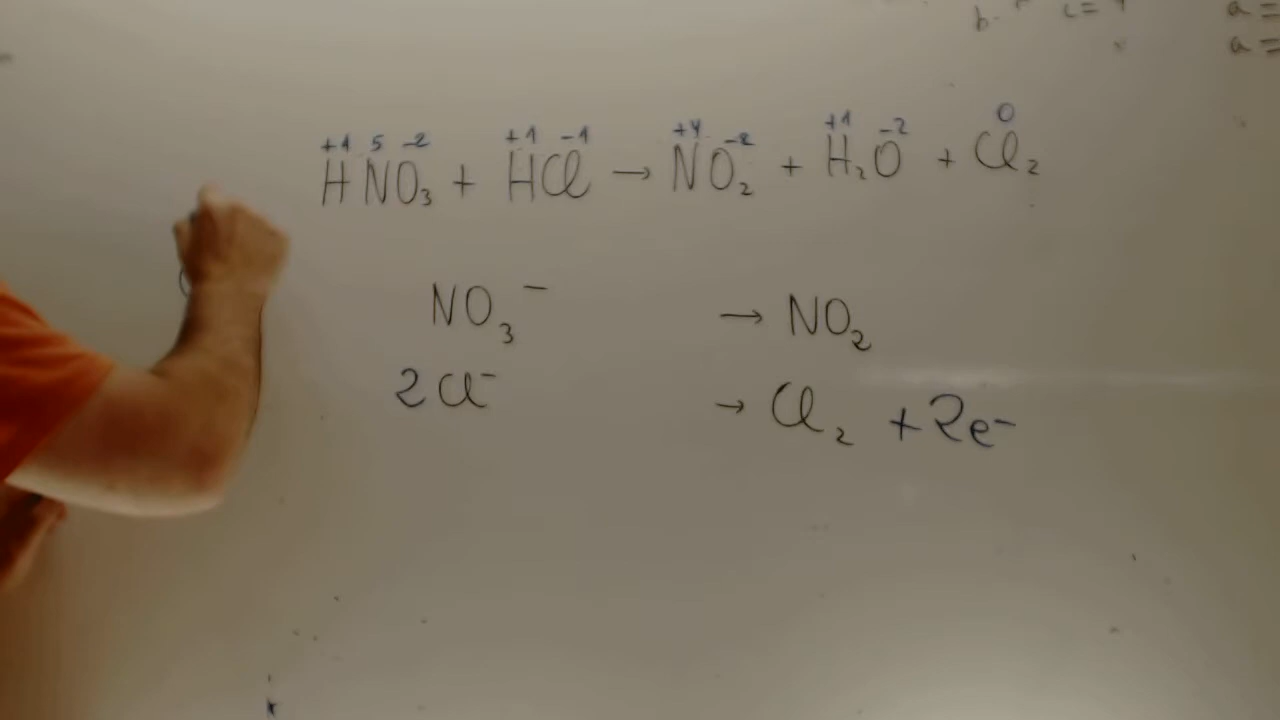 c=
a=
a=
+1 5 -2 +1 -1 +4 -2 +1 -2 0
HNO₃ + HCl → NO₂ + H₂O + Cl₂
NO₃⁻ → NO₂
2Cl⁻ → Cl₂ + 2e⁻